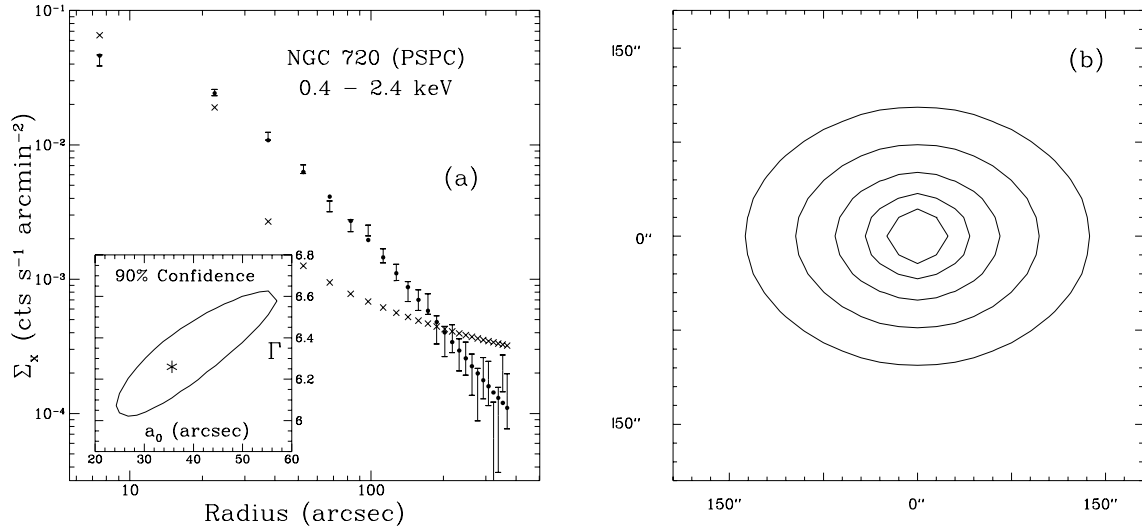 NGC 720 (PSPC)
0.4 − 2.4 keV
(a)
Σx (cts s⁻¹ arcmin⁻²)
10⁻¹
10⁻²
10⁻³
10⁻⁴
10
100
Radius (arcsec)
90% Confidence
Γ
6.8
6.6
6.4
6.2
6
a₀ (arcsec)
20 30 40 50 60
(b)
150″
0″
150″
150″ 0″ 150″